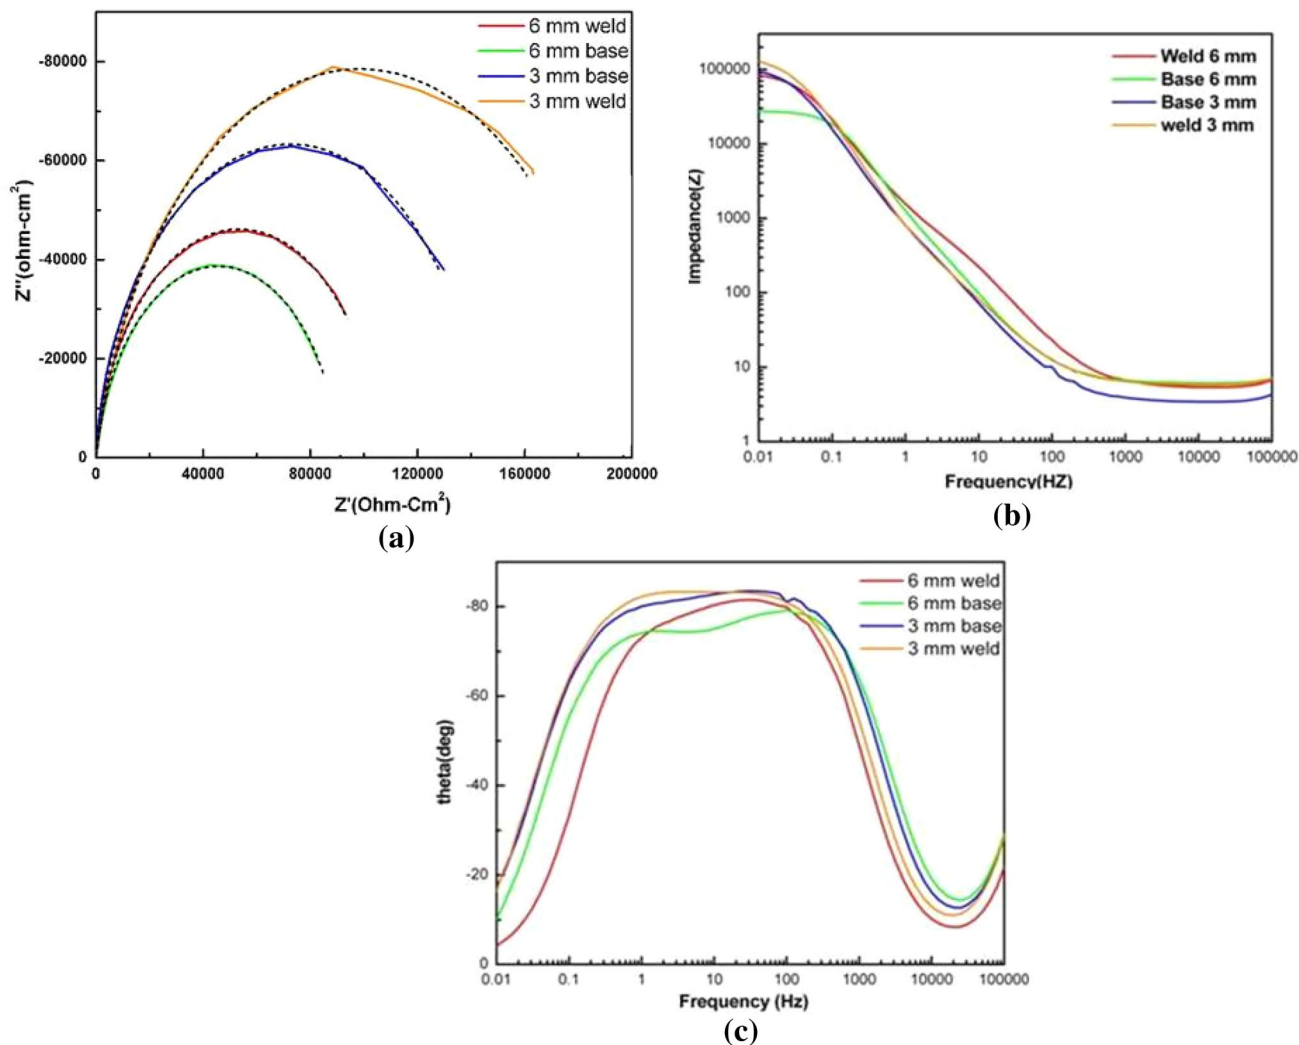 6 mm weld
6 mm base
3 mm base
3 mm weld
-80000
-60000
-40000
-20000
0
0 40000 80000 120000 160000 200000
Z''(ohm-cm²)
Z'(Ohm-Cm²)
(a)
Weld 6 mm
Base 6 mm
Base 3 mm
weld 3 mm
100000
10000
1000
100
10
1
0.01 0.1 1 10 100 1000 10000 100000
Impedance(Z)
Frequency(HZ)
(b)
6 mm weld
6 mm base
3 mm base
3 mm weld
-80
-60
-40
-20
0
0.01 0.1 1 10 100 1000 10000 100000
theta(deg)
Frequency (Hz)
(c)